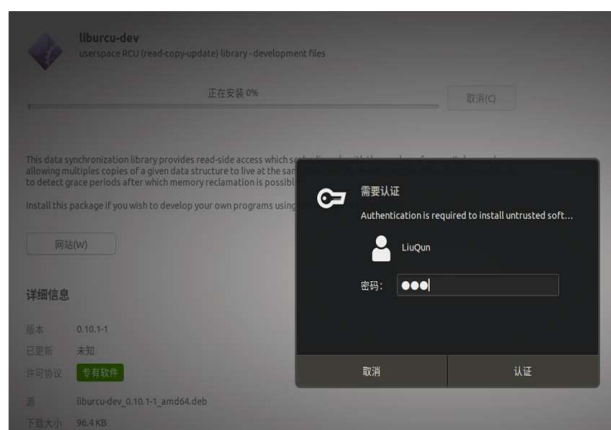 liburcu-dev
userspace RCU (read-copy-update) library - development files
正在安装 0%
取消(C)
This data synchronization library provides read-side access which
allowing multiples copies of a given data structure to live at the
to detect grace periods after which memory reclamation is
Install this package if you wish to develop your own programs using
网站(W)
详细信息
版本 0.10.1-1
已更新 未知
许可协议 专有软件
源 liburcu-dev_0.10.1-1_amd64.deb
下载大小 96.4 KB
需要认证
Authentication is required to install untrusted soft...
LiuQun
密码: ●●●
取消 认证